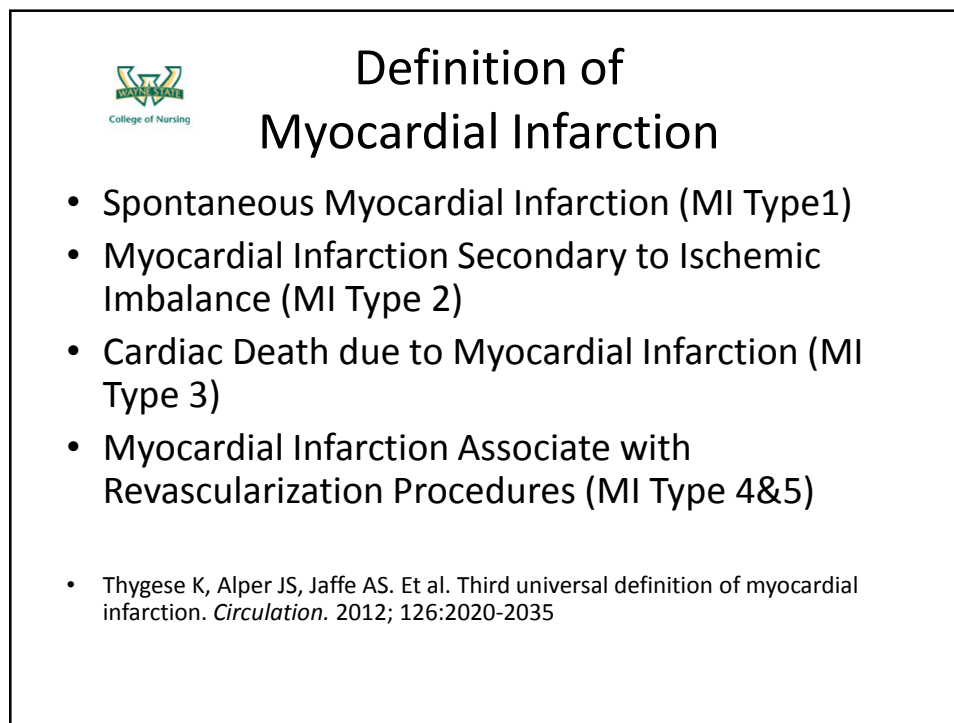 Definition of
Myocardial Infarction
WAYNE STATE
College of Nursing
• Spontaneous Myocardial Infarction (MI Type1)
• Myocardial Infarction Secondary to Ischemic
Imbalance (MI Type 2)
• Cardiac Death due to Myocardial Infarction (MI
Type 3)
• Myocardial Infarction Associate with
Revascularization Procedures (MI Type 4&5)
• Thygese K, Alper JS, Jaffe AS. Et al. Third universal definition of myocardial
infarction. Circulation. 2012; 126:2020-2035